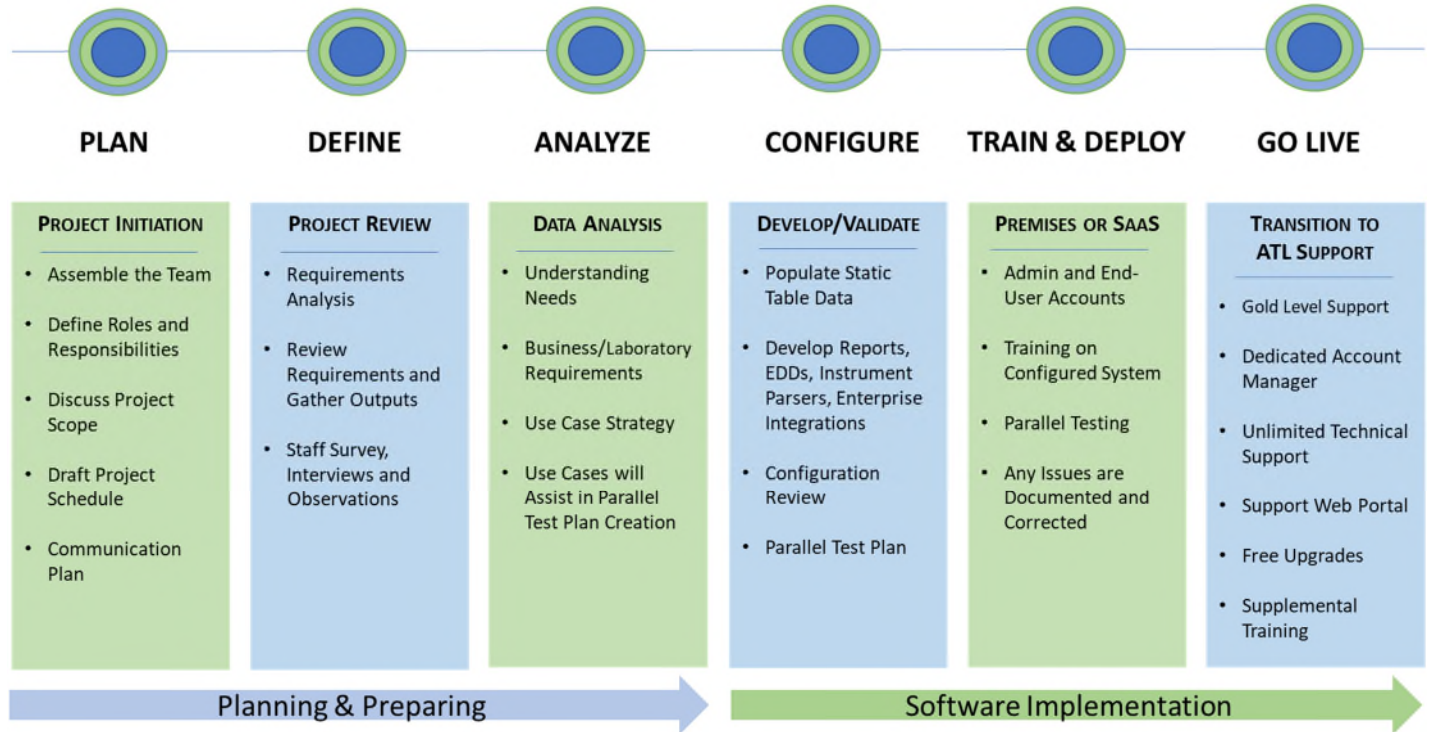 PLAN
DEFINE
ANALYZE
CONFIGURE
TRAIN & DEPLOY
GO LIVE
PROJECT INITIATION
• Assemble the Team
• Define Roles and
Responsibilities
• Discuss Project
Scope
• Draft Project
Schedule
• Communication
Plan
PROJECT REVIEW
• Requirements
Analysis
• Review
Requirements and
Gather Outputs
• Staff Survey,
Interviews and
Observations
DATA ANALYSIS
• Understanding
Needs
• Business/Laboratory
Requirements
• Use Case Strategy
• Use Cases will
Assist in Parallel
Test Plan Creation
DEVELOP/VALIDATE
• Populate Static
Table Data
• Develop Reports,
EDDs, Instrument
Parsers, Enterprise
Integrations
• Configuration
Review
• Parallel Test Plan
PREMISES OR SAAS
• Admin and End-
User Accounts
• Training on
Configured System
• Parallel Testing
• Any Issues are
Documented and
Corrected
TRANSITION TO
ATL SUPPORT
• Gold Level Support
• Dedicated Account
Manager
• Unlimited Technical
Support
• Support Web Portal
• Free Upgrades
• Supplemental
Training
Planning & Preparing
Software Implementation